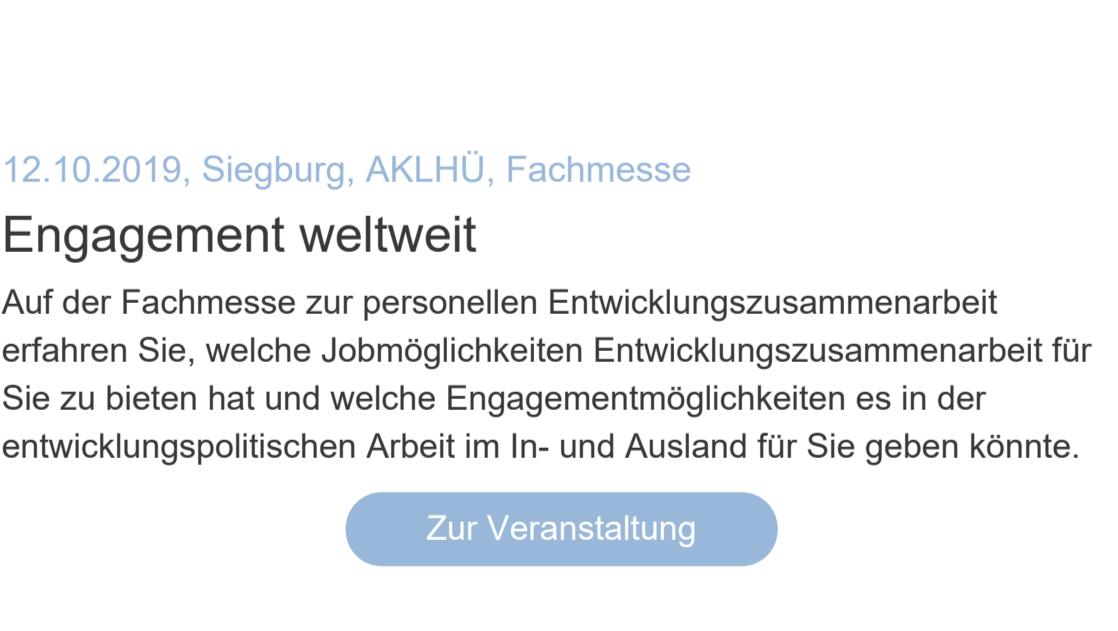 12.10.2019, Siegburg, AKLHÜ, Fachmesse
Engagement weltweit
Auf der Fachmesse zur personellen Entwicklungszusammenarbeit
erfahren Sie, welche Jobmöglichkeiten Entwicklungszusammenarbeit für
Sie zu bieten hat und welche Engagementmöglichkeiten es in der
entwicklungspolitischen Arbeit im In- und Ausland für Sie geben könnte.
Zur Veranstaltung